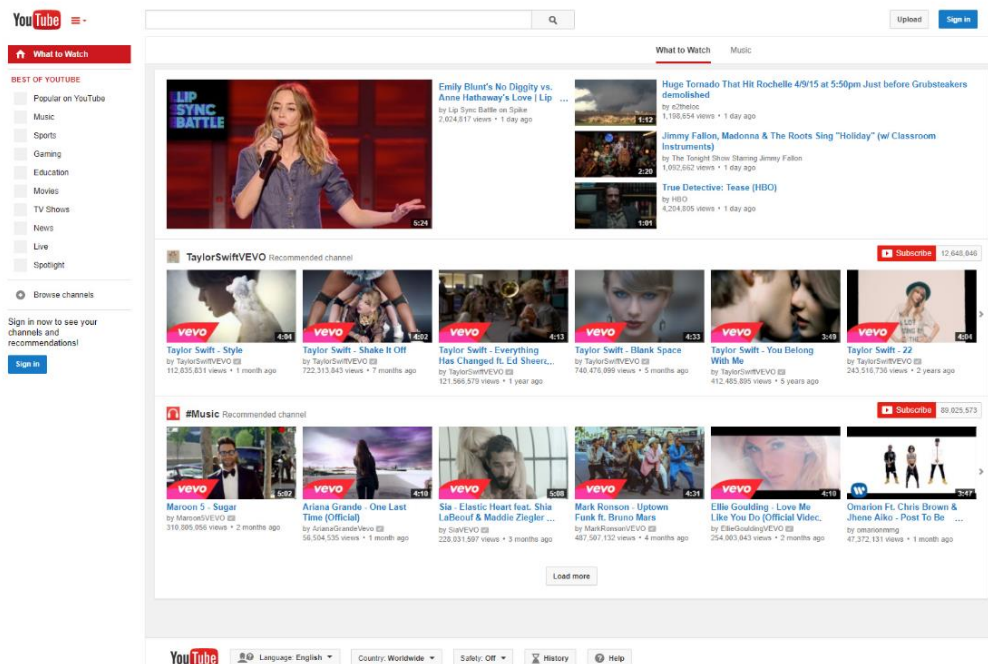 YouTube
Upload
Sign in
What to Watch
Music
What to Watch
BEST OF YOUTUBE
Popular on YouTube
Music
Sports
Gaming
Education
Movies
TV Shows
News
Live
Spotlight
Browse channels
Sign in now to see your
channels and
recommendations!
Sign in
LIP
SYNC
BATTLE
5:24
Emily Blunt's No Diggity vs.
Anne Hathaway's Love | Lip ...
by Lip Sync Battle on Spike
2,024,817 views • 1 day ago
1:12
Huge Tornado That Hit Rochelle 4/9/15 at 5:50pm Just before Grubsteakers
demolished
by e2theloc
1,198,654 views • 1 day ago
2:20
Jimmy Fallon, Madonna & The Roots Sing "Holiday" (w/ Classroom
Instruments)
by The Tonight Show Starring Jimmy Fallon
1,092,662 views • 1 day ago
1:01
True Detective: Tease (HBO)
by HBO
4,204,805 views • 1 day ago
TaylorSwiftVEVO Recommended channel
Subscribe 12,648,046
vevo 4:04
Taylor Swift - Style
by TaylorSwiftVEVO
112,835,831 views • 1 month ago
vevo 4:02
Taylor Swift - Shake It Off
by TaylorSwiftVEVO
722,313,843 views • 7 months ago
vevo 4:13
Taylor Swift - Everything
Has Changed ft. Ed Sheera...
by TaylorSwiftVEVO
121,566,579 views • 1 year ago
vevo 4:33
Taylor Swift - Blank Space
by TaylorSwiftVEVO
740,476,099 views • 5 months ago
vevo 3:49
Taylor Swift - You Belong
With Me
by TaylorSwiftVEVO
412,485,895 views • 5 years ago
vevo 4:04
Taylor Swift - 22
by TaylorSwiftVEVO
243,516,736 views • 2 years ago
#Music Recommended channel
Subscribe 89,025,573
vevo 5:02
Maroon 5 - Sugar
by Maroon5VEVO
310,805,056 views • 2 months ago
vevo 4:10
Ariana Grande - One Last
Time (Official)
by ArianaGrandeVevo
56,504,535 views • 1 month ago
vevo 5:08
Sia - Elastic Heart feat. Shia
LaBeouf & Maddie Ziegler ...
by SiaVEVO
228,031,597 views • 3 months ago
vevo 4:31
Mark Ronson - Uptown
Funk ft. Bruno Mars
by MarkRonsonVEVO
487,507,132 views • 4 months ago
vevo 4:10
Ellie Goulding - Love Me
Like You Do (Official Videc.
by EllieGouldingVEVO
254,003,043 views • 2 months ago
3:47
Omarion Ft. Chris Brown &
Jhene Aiko - Post To Be ...
by omarionmmg
47,372,131 views • 1 month ago
Load more
YouTube
Language: English
Country: Worldwide
Safety: Off
History
Help